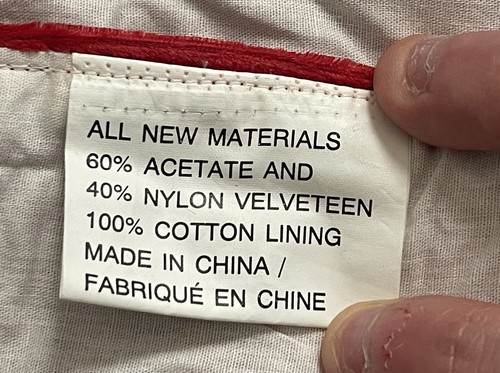 ALL NEW MATERIALS
60% ACETATE AND
40% NYLON VELVETEEN
100% COTTON LINING
MADE IN CHINA /
FABRIQUÉ EN CHINE